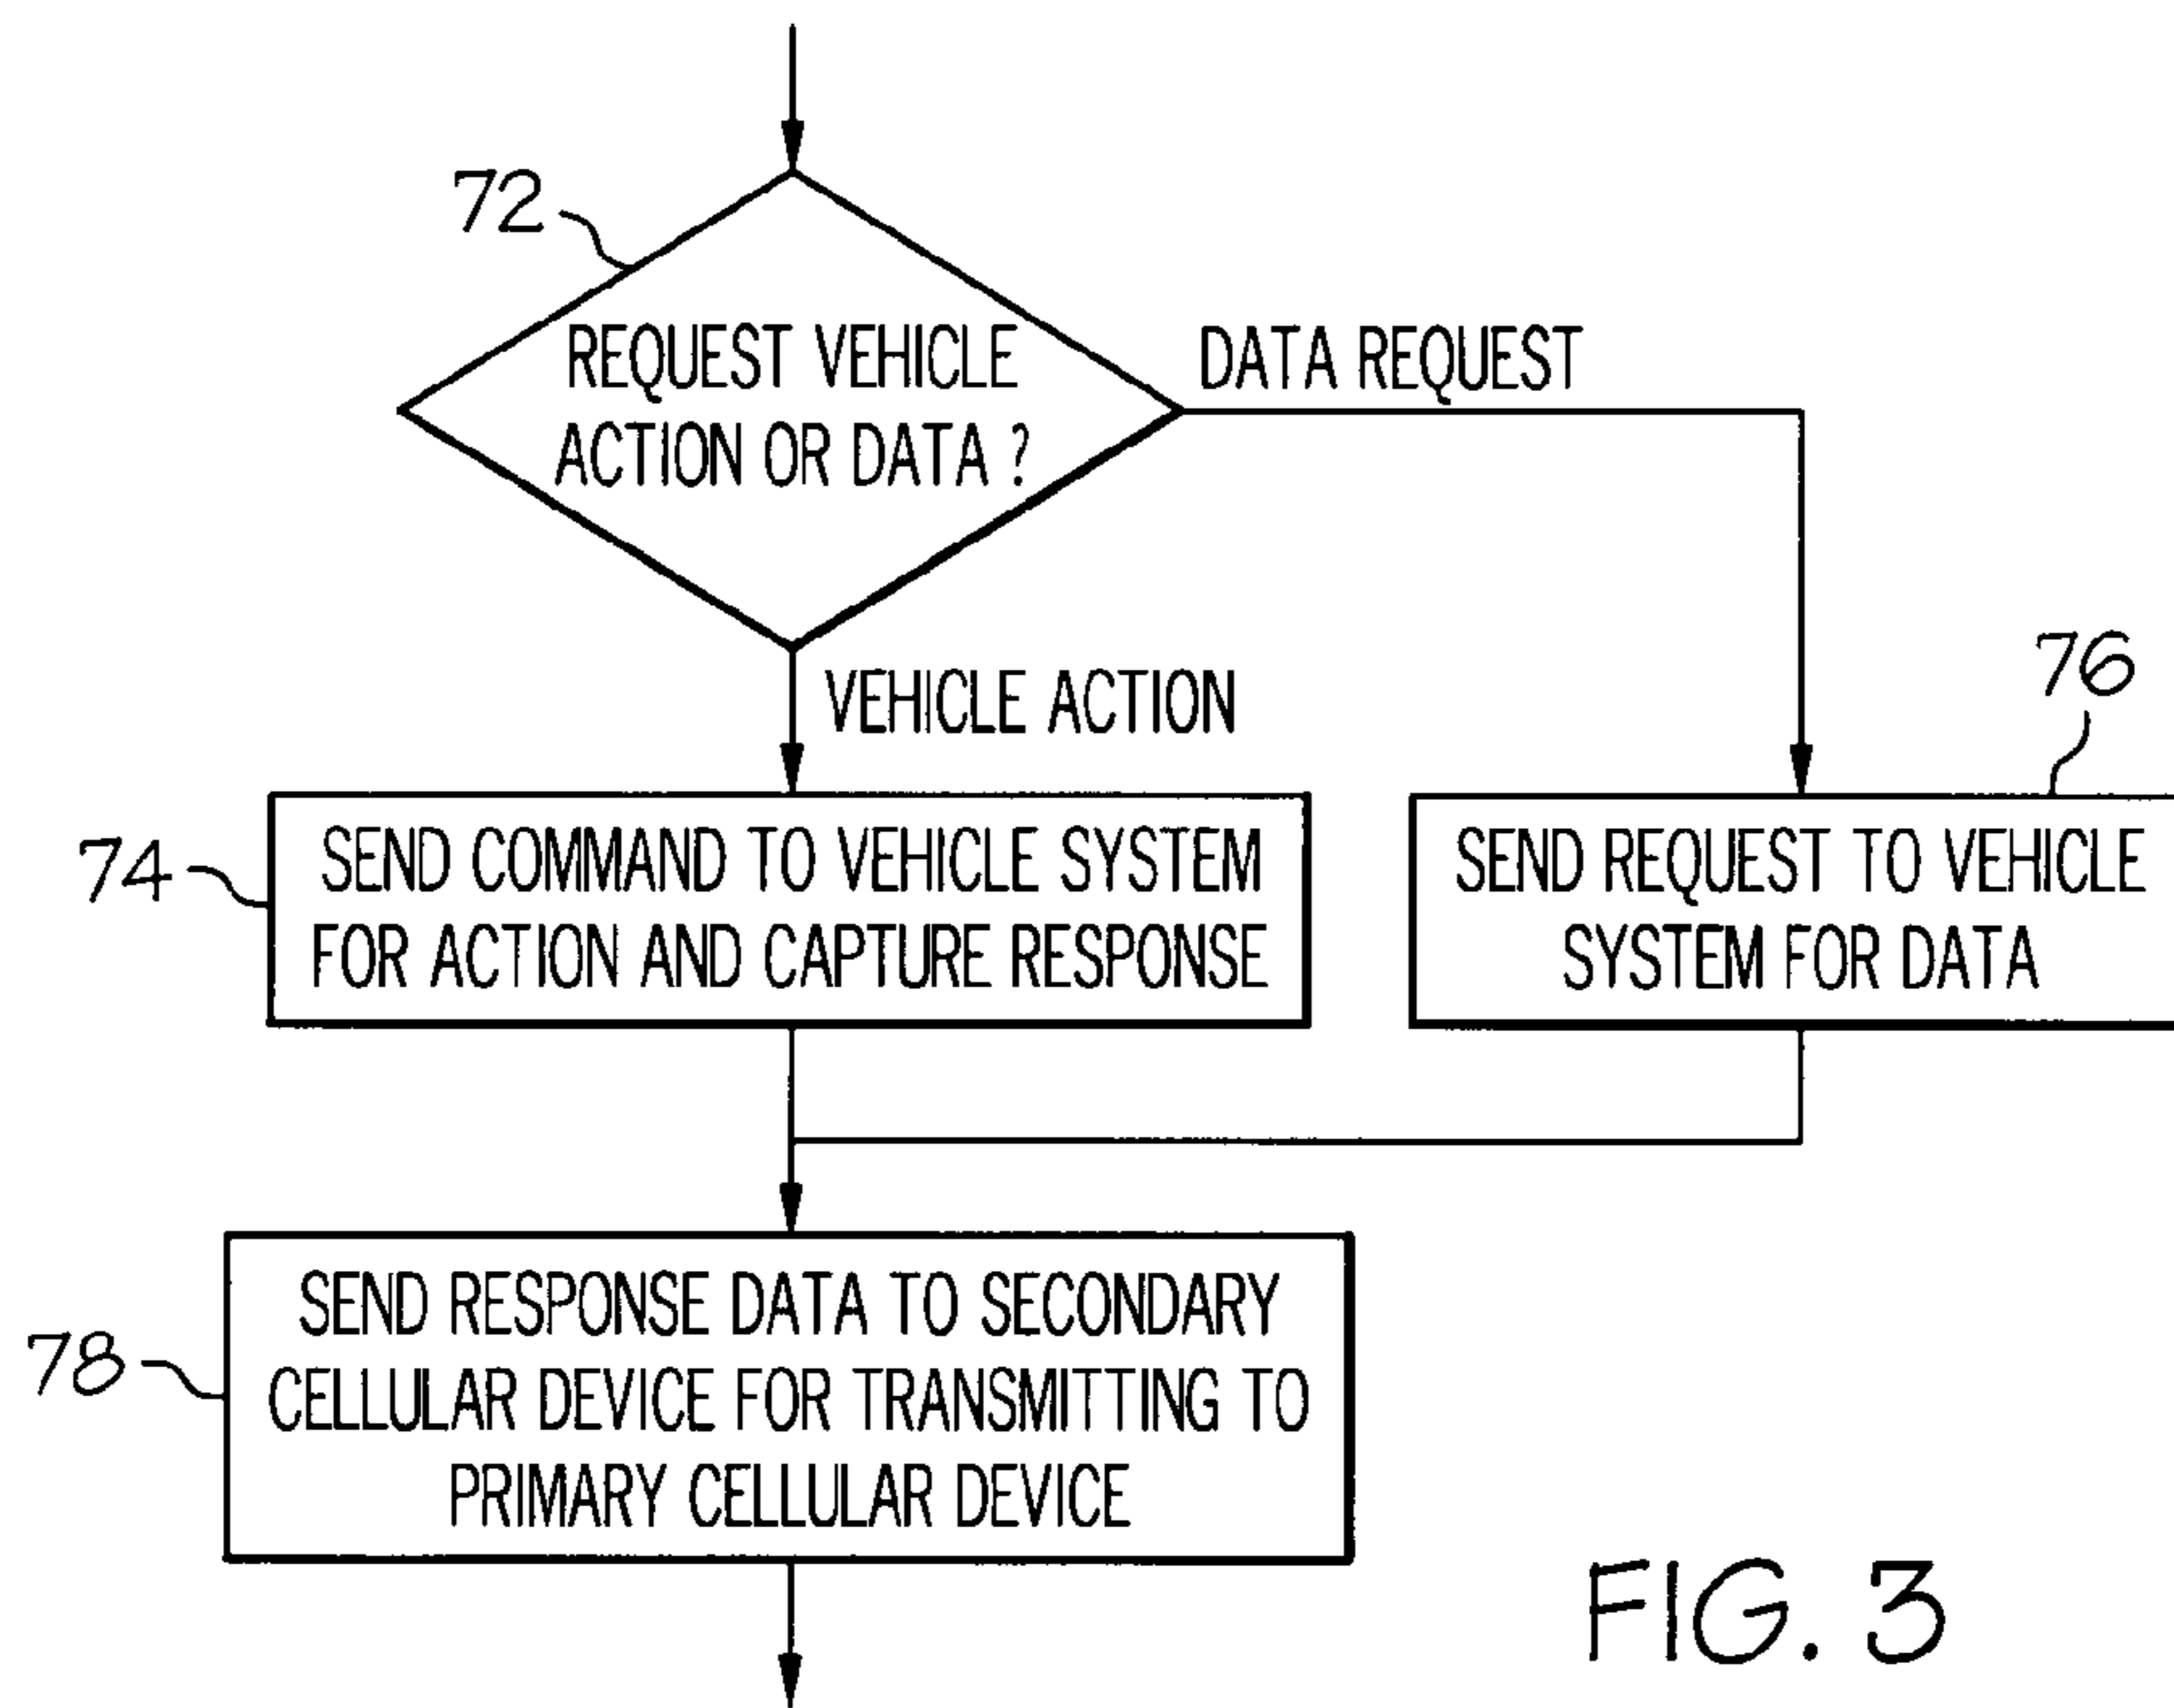 72
REQUEST VEHICLE
ACTION OR DATA ?
DATA REQUEST
VEHICLE ACTION
76
74
SEND COMMAND TO VEHICLE SYSTEM
FOR ACTION AND CAPTURE RESPONSE
SEND REQUEST TO VEHICLE
SYSTEM FOR DATA
78
SEND RESPONSE DATA TO SECONDARY
CELLULAR DEVICE FOR TRANSMITTING TO
PRIMARY CELLULAR DEVICE
FIG. 3